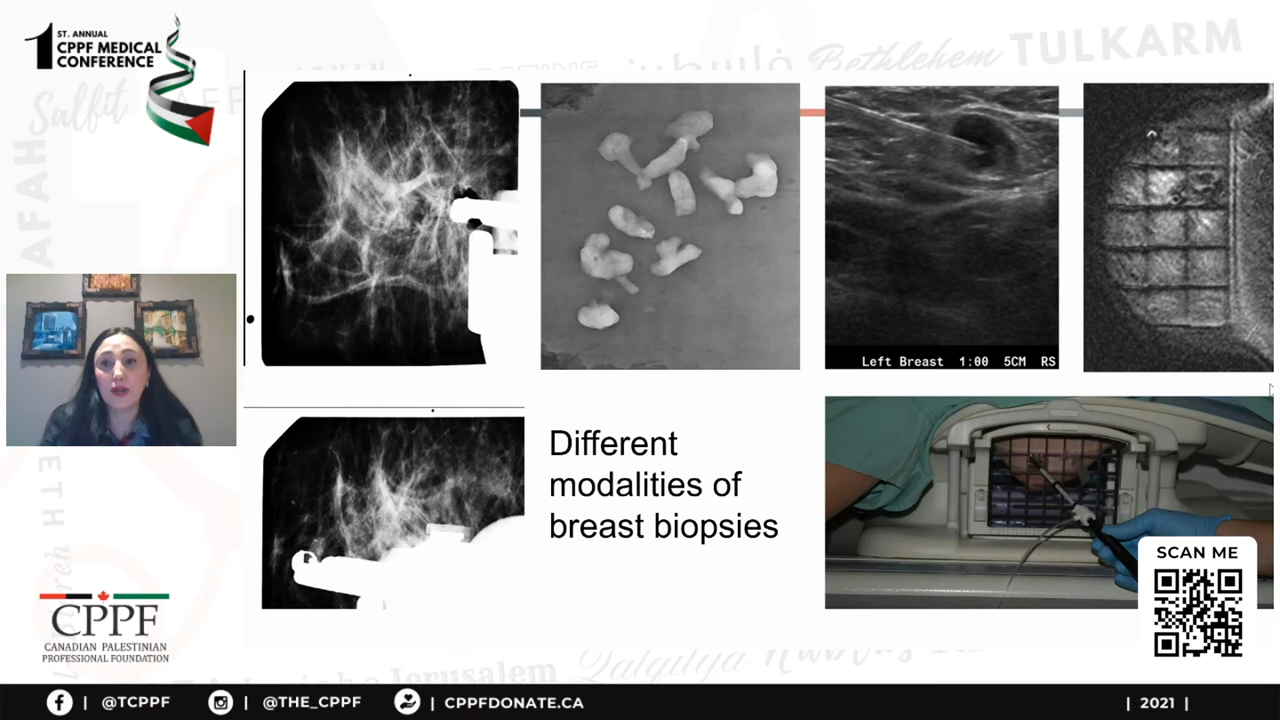 1 ST. ANNUAL
CPPF MEDICAL
CONFERENCE
Salfit
فلسطين
Bethlehem
TULKARM
Left Breast 1:00 5CM RS
Different
modalities of
breast biopsies
SCAN ME
CPPF
CANADIAN PALESTINIAN
PROFESSIONAL FOUNDATION
Jerusalem
Qalqilya
@TCPPF
@THE_CPPF
CPPFDONATE.CA
| 2021 |